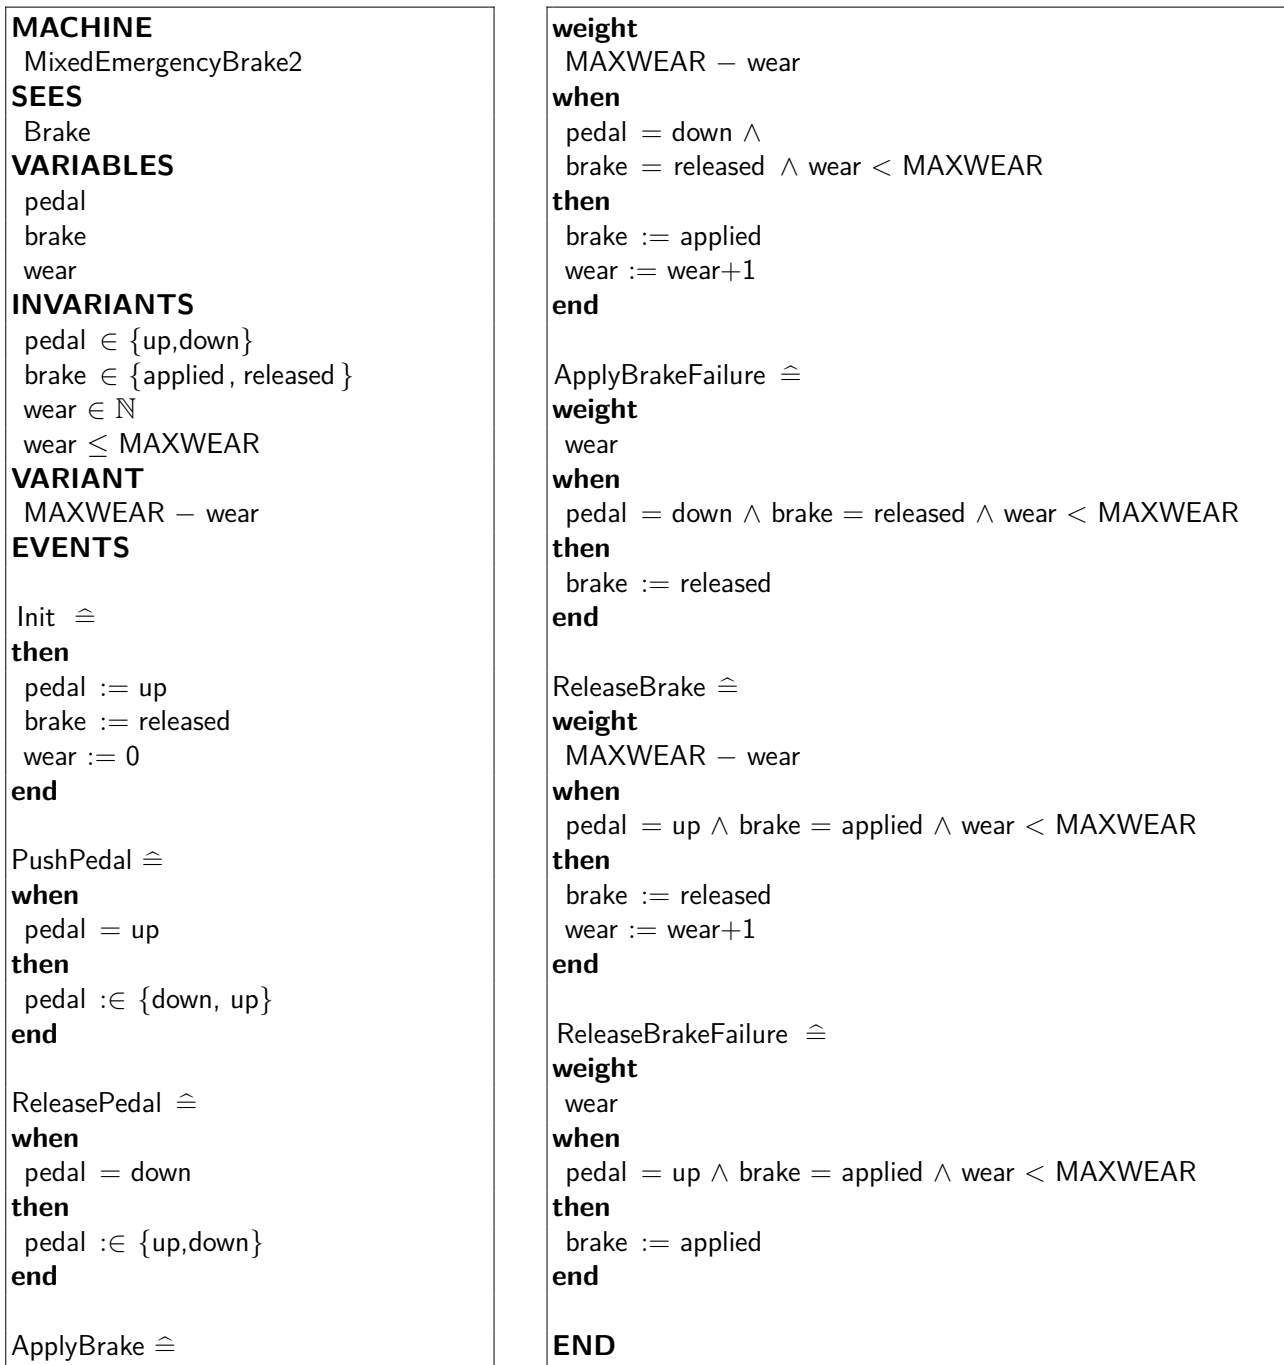 MACHINE
MixedEmergencyBrake2
SEES
Brake
VARIABLES
pedal
brake
wear
INVARIANTS
pedal ∈ {up,down}
brake ∈ {applied, released}
wear ∈ ℕ
wear ≤ MAXWEAR
VARIANT
MAXWEAR − wear
EVENTS
Init ≙
then
pedal := up
brake := released
wear := 0
end
PushPedal ≙
when
pedal = up
then
pedal :∈ {down, up}
end
ReleasePedal ≙
when
pedal = down
then
pedal :∈ {up,down}
end
ApplyBrake ≙
weight
MAXWEAR − wear
when
pedal = down ∧
brake = released ∧ wear < MAXWEAR
then
brake := applied
wear := wear+1
end
ApplyBrakeFailure ≙
weight
wear
when
pedal = down ∧ brake = released ∧ wear < MAXWEAR
then
brake := released
end
ReleaseBrake ≙
weight
MAXWEAR − wear
when
pedal = up ∧ brake = applied ∧ wear < MAXWEAR
then
brake := released
wear := wear+1
end
ReleaseBrakeFailure ≙
weight
wear
when
pedal = up ∧ brake = applied ∧ wear < MAXWEAR
then
brake := applied
end
END